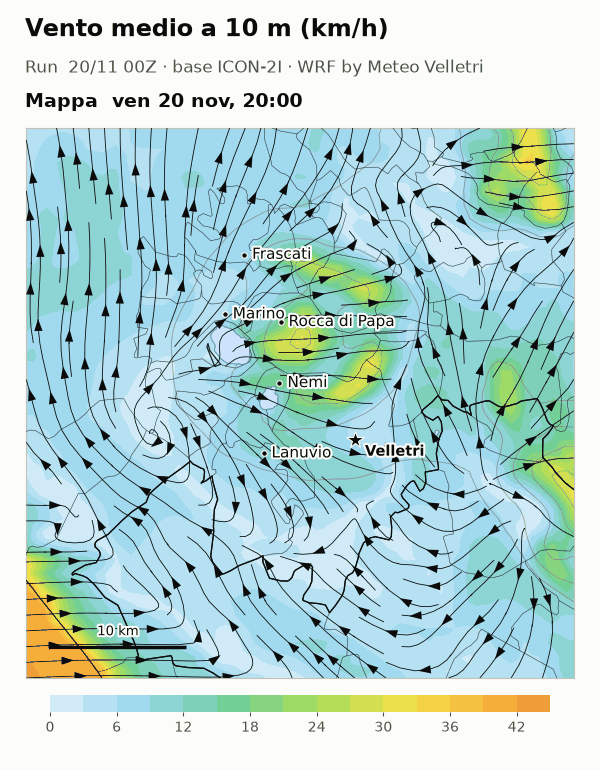 Vento medio a 10 m (km/h)
Run  20/11 00Z · base ICON-2I · WRF by Meteo Velletri
Mappa  ven 20 nov, 20:00
Frascati
Marino
Rocca di Papa
Nemi
Velletri
Lanuvio
10 km
0 6 12 18 24 30 36 42